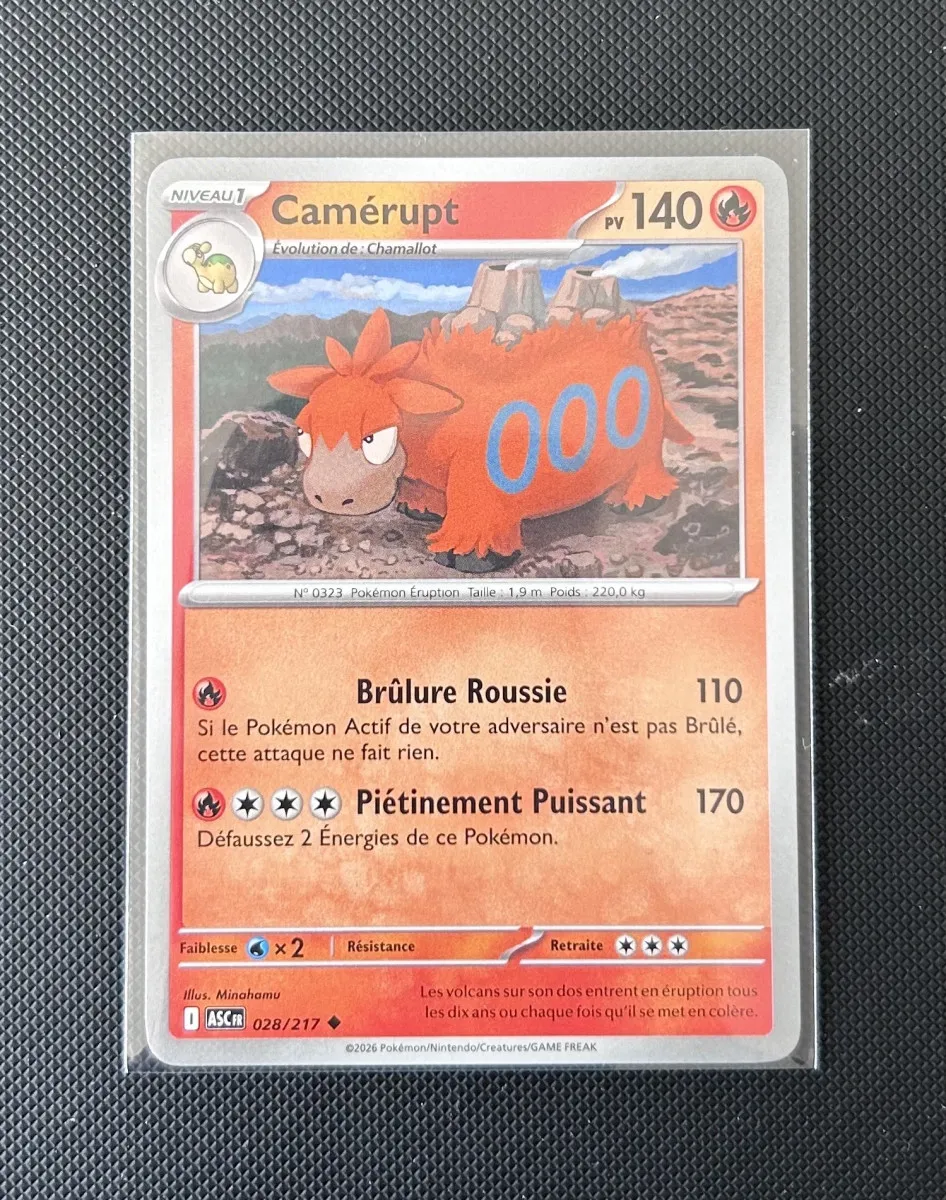 NIVEAU 1
Camérupt
PV 140
Évolution de : Chamallot
OOO
N° 0323 Pokémon Éruption Taille : 1,9 m Poids : 220,0 kg
Brûlure Roussie 110
Si le Pokémon Actif de votre adversaire n'est pas Brûlé,
cette attaque ne fait rien.
Piétinement Puissant 170
Défaussez 2 Énergies de ce Pokémon.
Faiblesse ×2 Résistance Retraite
Illus. Minahamu
Les volcans sur son dos entrent en éruption tous
les dix ans ou chaque fois qu'il se met en colère.
I ASC FR 028/217
©2026 Pokémon/Nintendo/Creatures/GAME FREAK